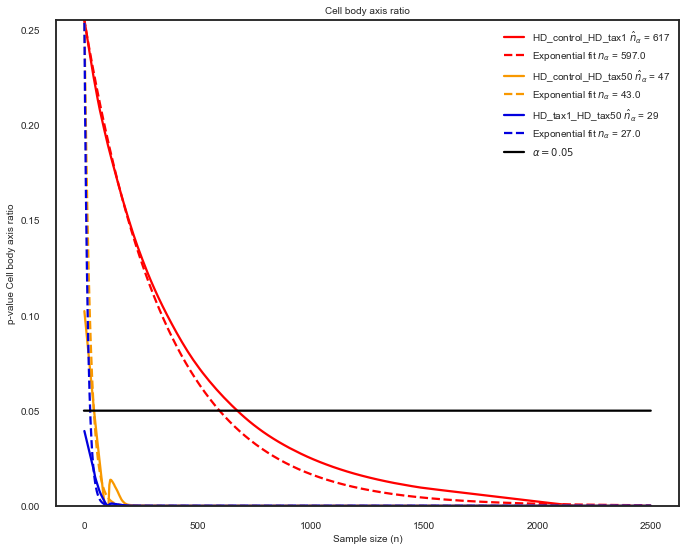 Cell body axis ratio
HD_control_HD_tax1 n̂α = 617
Exponential fit nα = 597.0
HD_control_HD_tax50 n̂α = 47
Exponential fit nα = 43.0
HD_tax1_HD_tax50 n̂α = 29
Exponential fit nα = 27.0
α = 0.05
p-value Cell body axis ratio
0.25
0.20
0.15
0.10
0.05
0.00
0 500 1000 1500 2000 2500
Sample size (n)